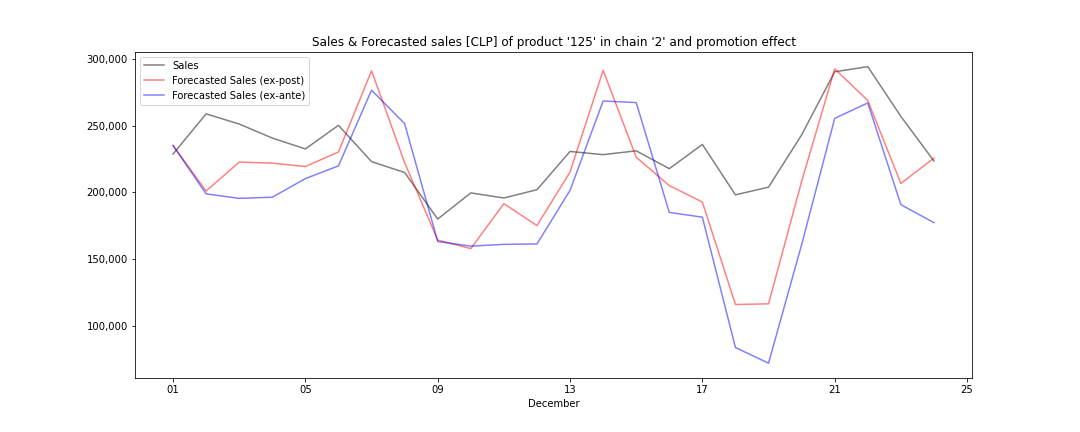 Sales & Forecasted sales [CLP] of product '125' in chain '2' and promotion effect
Sales
Forecasted Sales (ex-post)
Forecasted Sales (ex-ante)
300,000
250,000
200,000
150,000
100,000
01 05 09 13 17 21 25
December